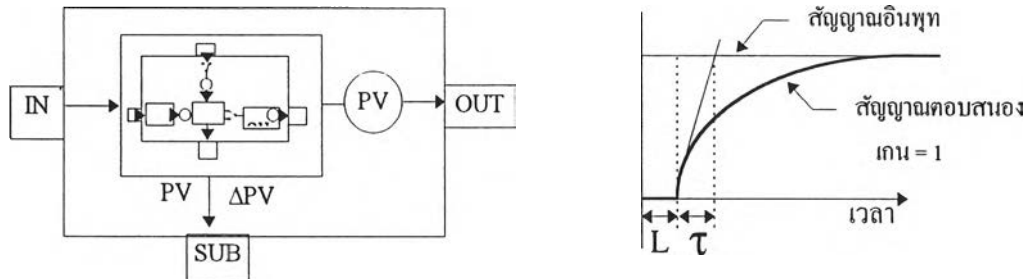 IN
PV
OUT
PV ΔPV
SUB
สัญญาณอินพุท
สัญญาณตอบสนอง
เกน = 1
เวลา
L τ